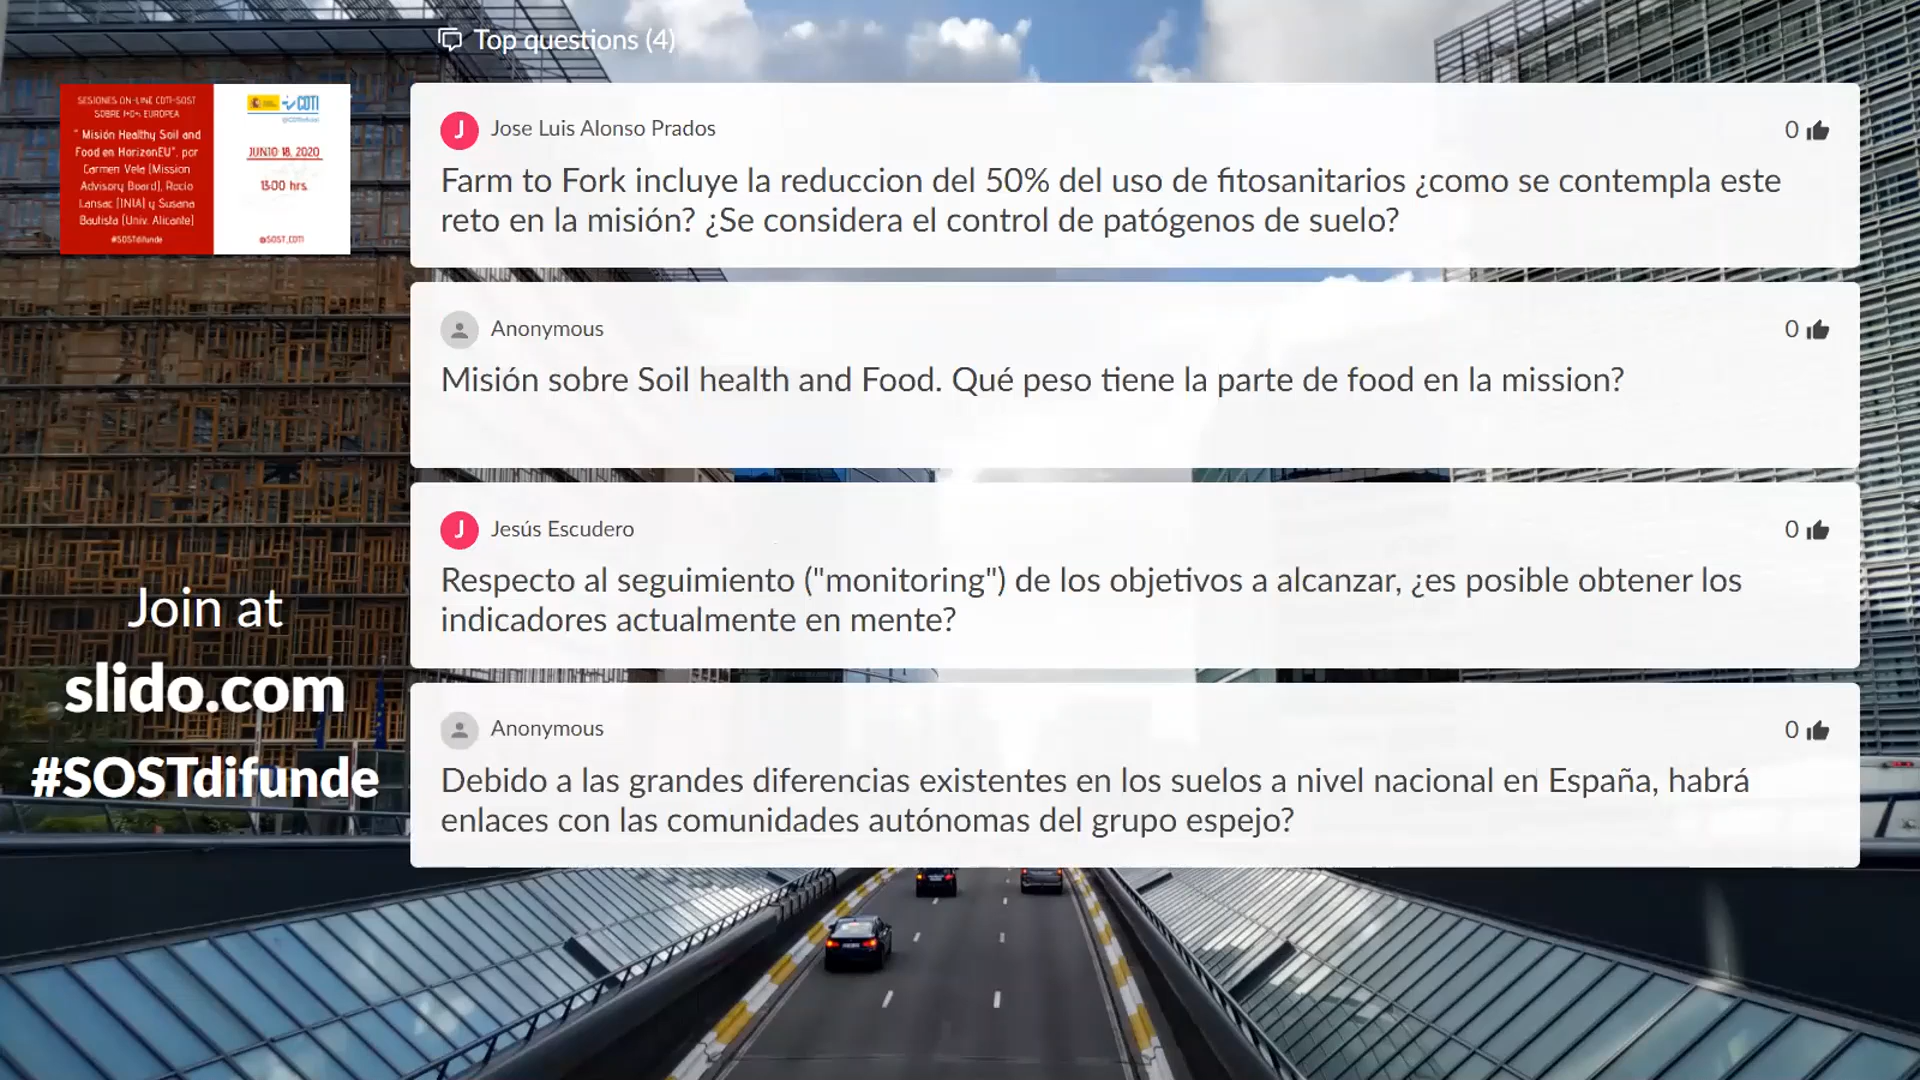 Top questions (4)
SESIONES ON-LINE CDTI-SOST
SOBRE I+D+i EUROPEA
" Misión Healthy Soil and
Food en HorizonEU", por
Carmen Vela (Mission
Advisory Board), Rocío
Lansac (INIA) y Susana
Bautista (Univ. Alicante)
#SOSTdifunde
CDTI
JUNIO 18, 2020
13:00 hrs.
@SOST_CDTI
Join at
slido.com
#SOSTdifunde
J Jose Luis Alonso Prados 0
Farm to Fork incluye la reduccion del 50% del uso de fitosanitarios ¿como se contempla este
reto en la misión? ¿Se considera el control de patógenos de suelo?
Anonymous 0
Misión sobre Soil health and Food. Qué peso tiene la parte de food en la mission?
J Jesús Escudero 0
Respecto al seguimiento ("monitoring") de los objetivos a alcanzar, ¿es posible obtener los
indicadores actualmente en mente?
Anonymous 0
Debido a las grandes diferencias existentes en los suelos a nivel nacional en España, habrá
enlaces con las comunidades autónomas del grupo espejo?